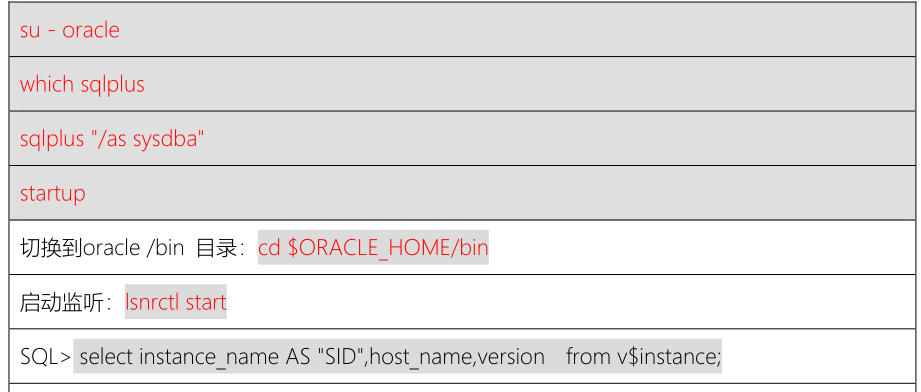 su - oracle
which sqlplus
sqlplus "/as sysdba"
startup
切换到oracle /bin 目录：cd $ORACLE_HOME/bin
启动监听：lsnrctl start
SQL> select instance_name AS "SID",host_name,version   from v$instance;